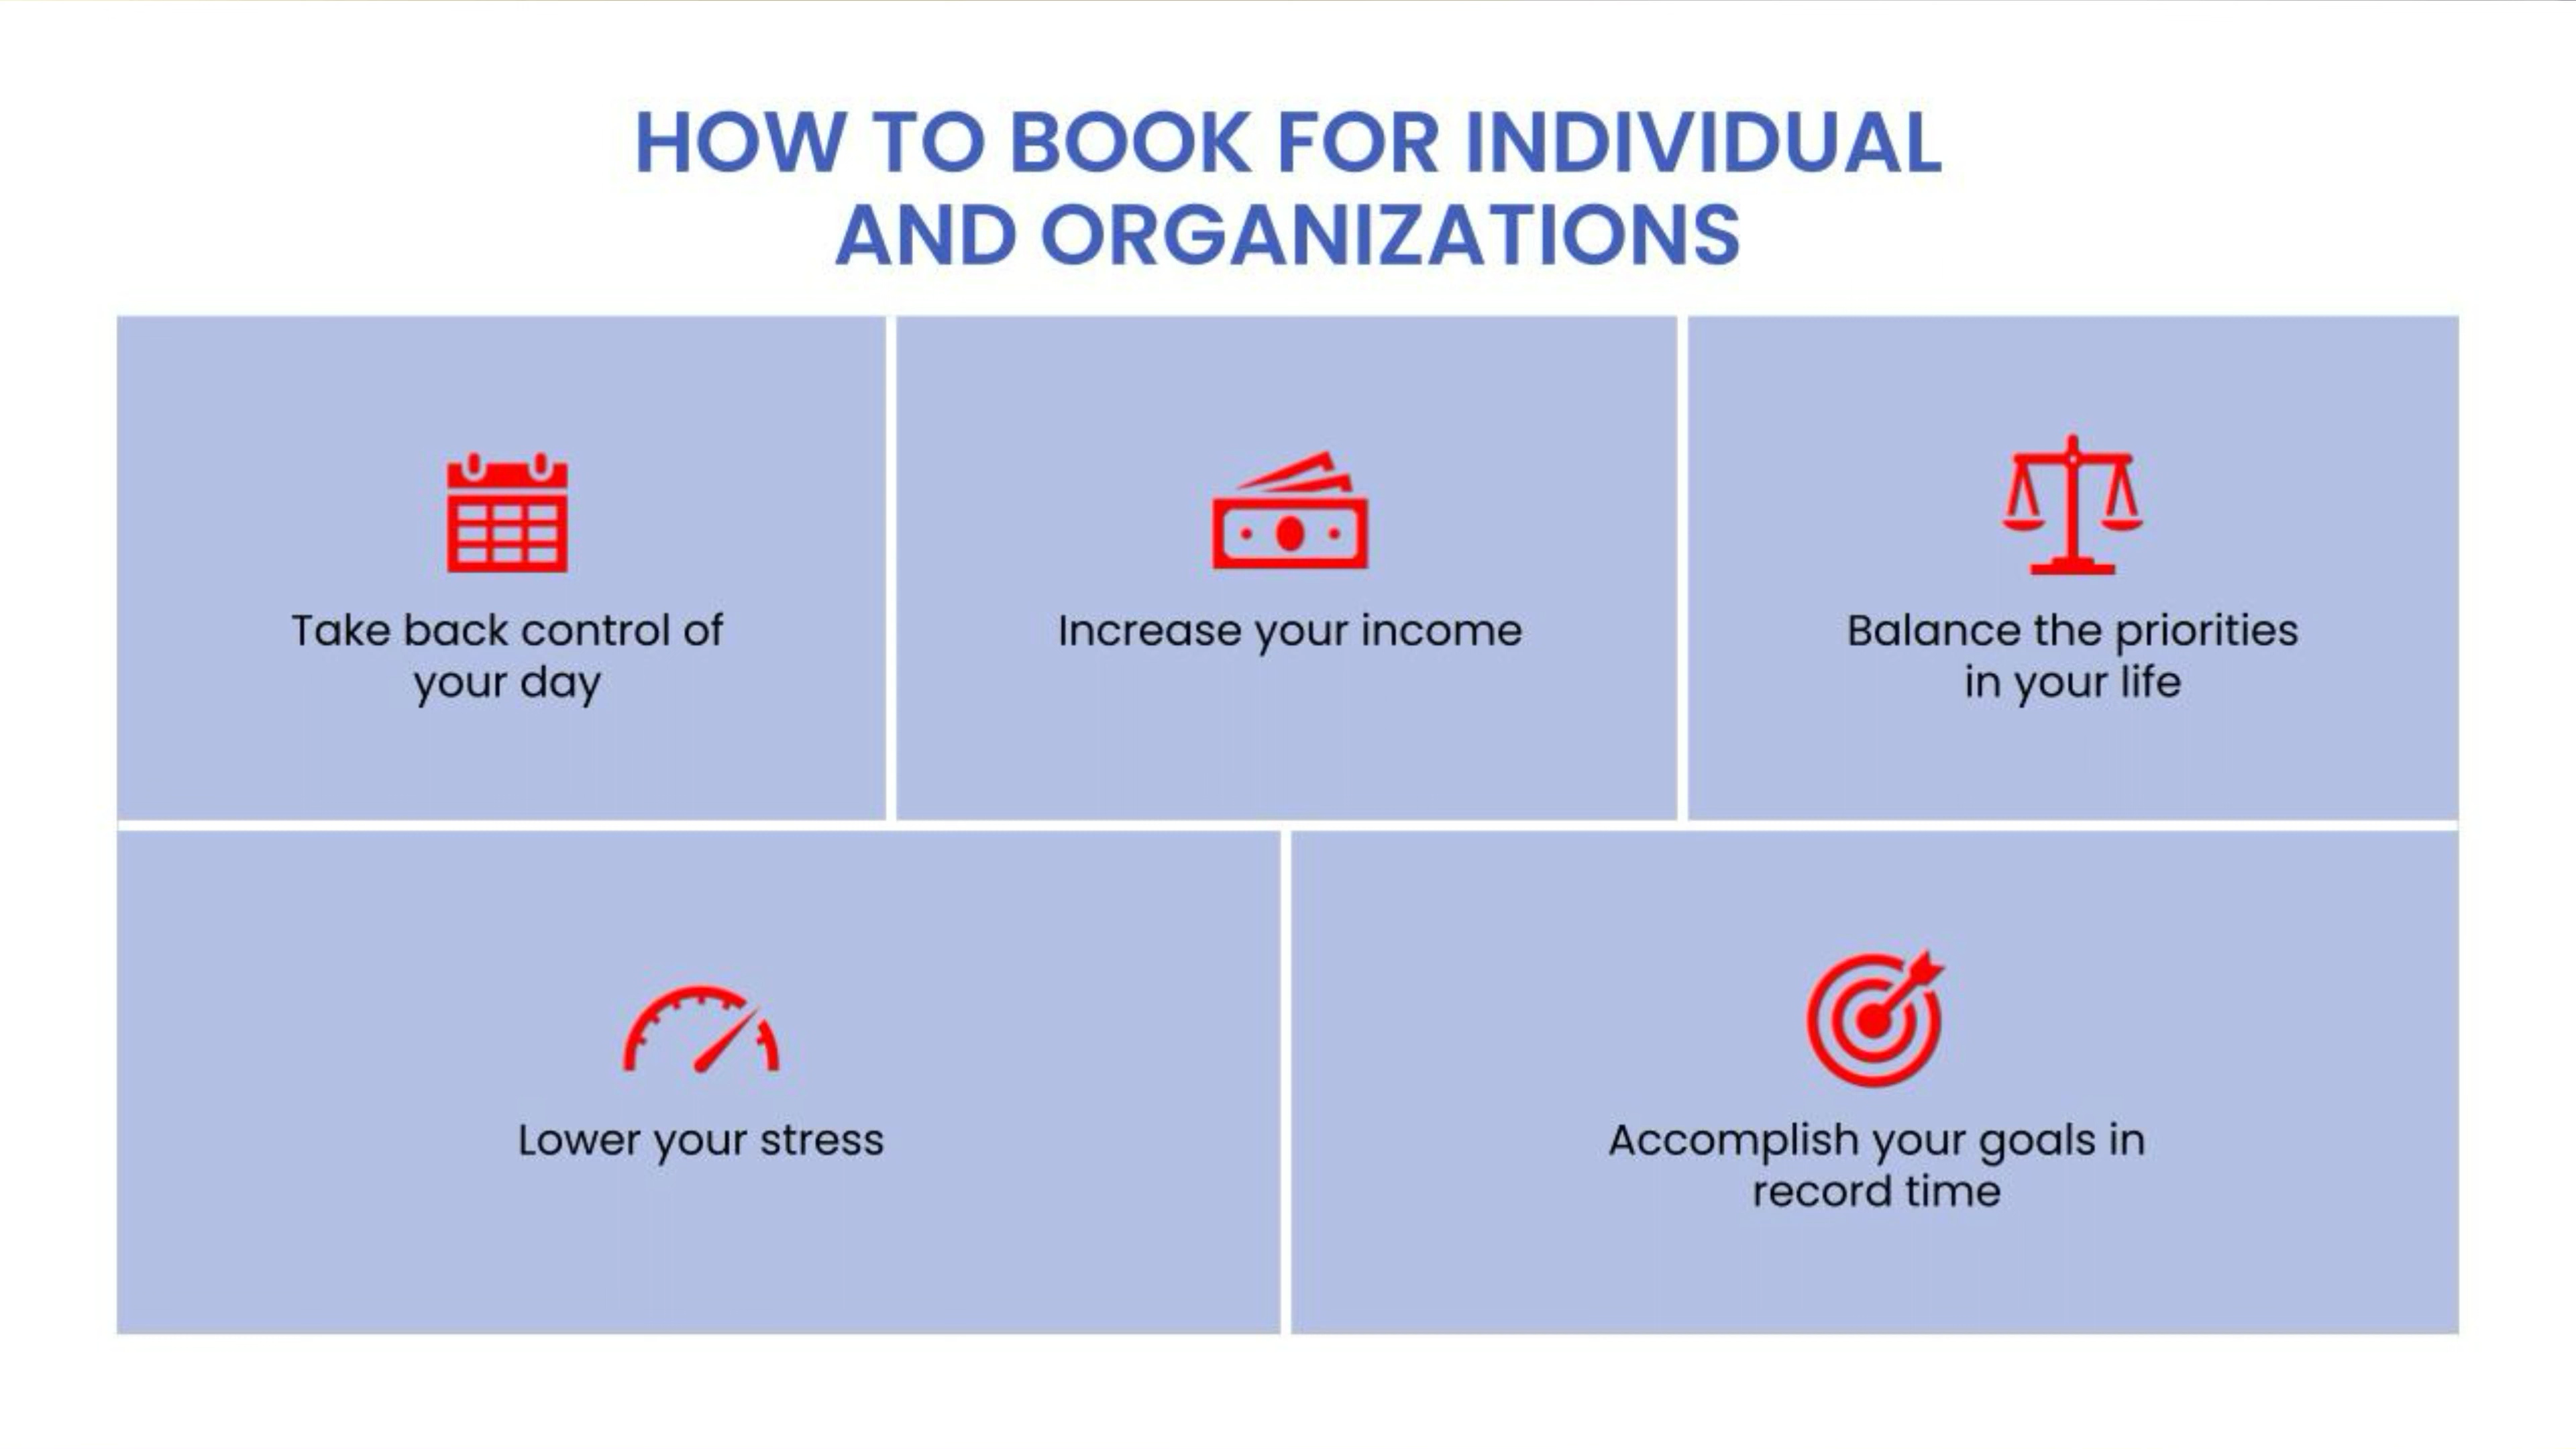 HOW TO BOOK FOR INDIVIDUAL
AND ORGANIZATIONS
Take back control of
your day
Increase your income
Balance the priorities
in your life
Lower your stress
Accomplish your goals in
record time